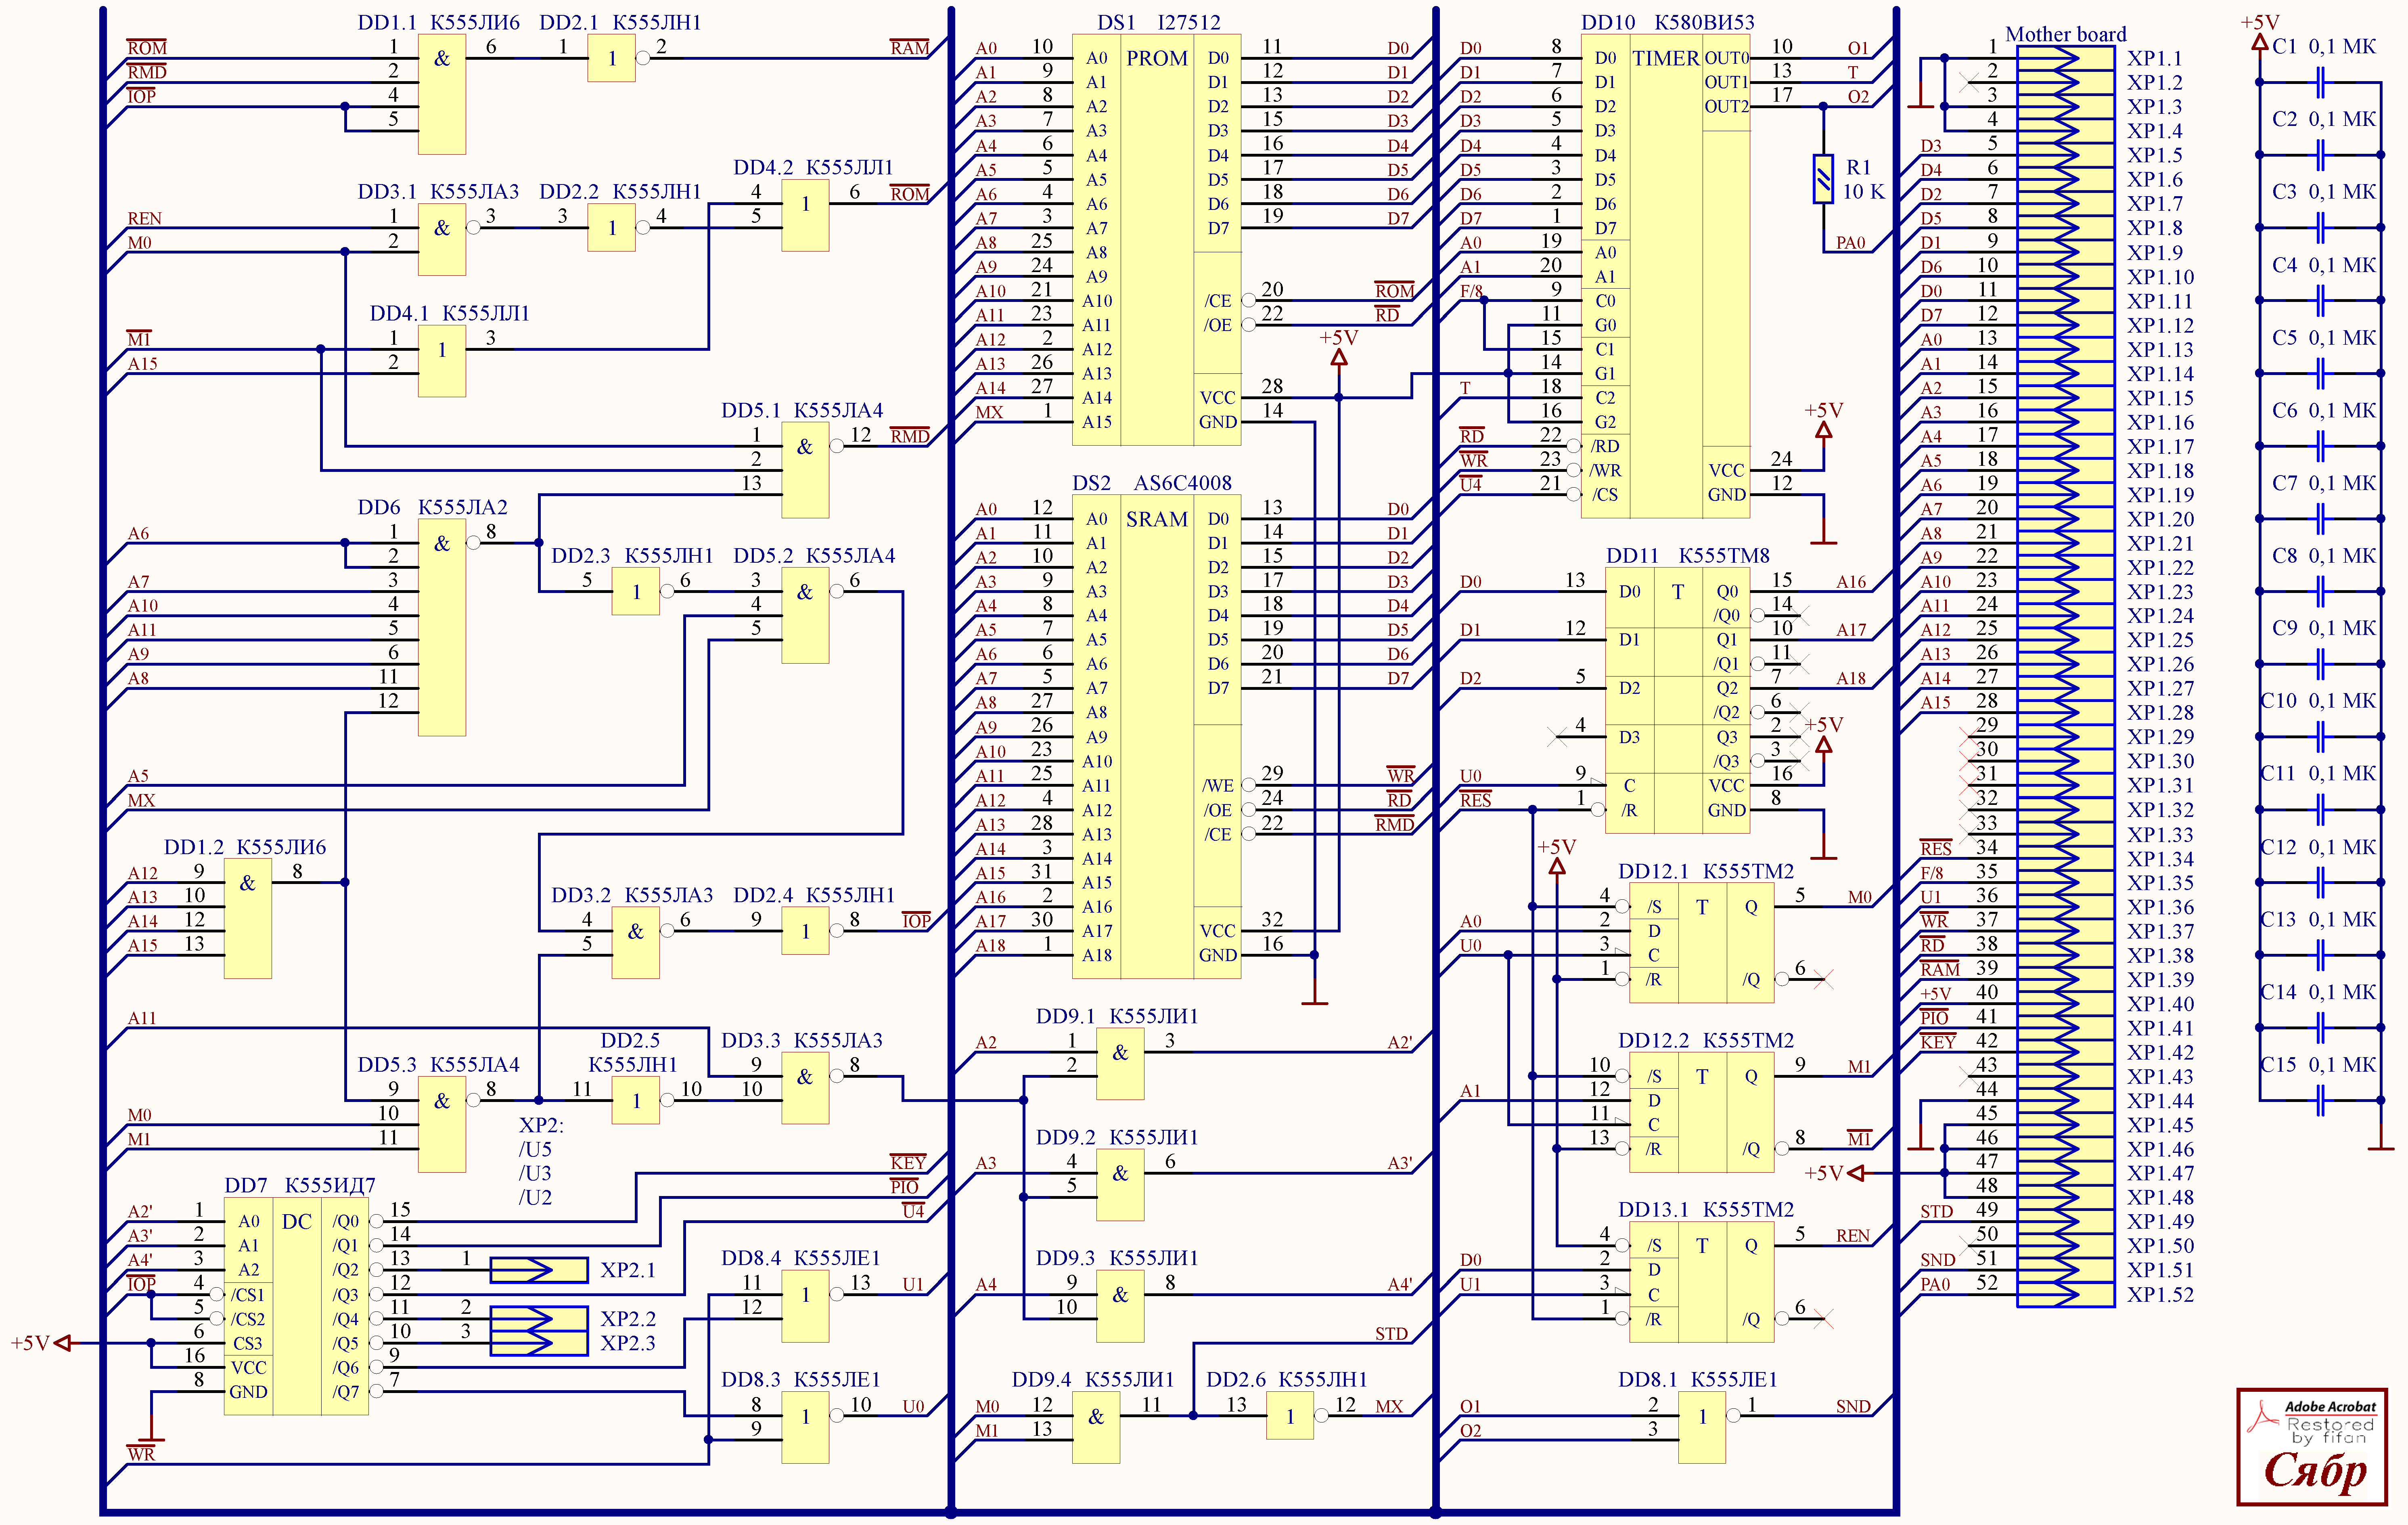 DD1.1 К555ЛИ6
ROM 1 & 6
RMD 2
IOP 4
5
DD2.1 К555ЛН1
1 1 2 RAM
DD3.1 К555ЛА3
REN 1 & 3
M0 2
DD2.2 К555ЛН1
3 1 4
DD4.2 К555ЛЛ1
4 1 6 ROM
5
DD4.1 К555ЛЛ1
M1 1 1 3
A15 2
DD5.1 К555ЛА4
1 & 12 RMD
2
13
DD6 К555ЛА2
A6 1 & 8
2
A7 3
A10 4
A11 5
A9 6
A8 11
12
DD2.3 К555ЛН1
5 1 6
DD5.2 К555ЛА4
3 & 6
4
5
A5
MX
DD1.2 К555ЛИ6
A12 9 & 8
A13 10
A14 12
A15 13
DD3.2 К555ЛА3
4 & 6
5
DD2.4 К555ЛН1
9 1 8 IOP
A11
DD5.3 К555ЛА4
9 & 8
M0 10
M1 11
DD2.5
К555ЛН1
11 1 10
DD3.3 К555ЛА3
9 & 8
10
XP2:
/U5
/U3
/U2
KEY
PIO
U4
DD7 К555ИД7
A2' 1 A0 DC /Q0 15
A3' 2 A1 /Q1 14
A4' 3 A2 /Q2 13 1 XP2.1
IOP 4 /CS1 /Q3 12
5 /CS2 /Q4 11 2 XP2.2
+5V 6 CS3 /Q5 10 3 XP2.3
16 VCC /Q6 9
8 GND /Q7 7
WR
DD8.4 К555ЛЕ1
11 1 13 U1
12
DD8.3 К555ЛЕ1
8 1 10 U0
9
DS1 I27512
A0 10 A0 PROM D0 11 D0
A1 9 A1 D1 12 D1
A2 8 A2 D2 13 D2
A3 7 A3 D3 15 D3
A4 6 A4 D4 16 D4
A5 5 A5 D5 17 D5
A6 4 A6 D6 18 D6
A7 3 A7 D7 19 D7
A8 25 A8
A9 24 A9
A10 21 A10 /CE 20 ROM
A11 23 A11 /OE 22 RD
A12 2 A12 +5V
A13 26 A13
A14 27 A14 VCC 28
MX 1 A15 GND 14
DS2 AS6C4008
A0 12 A0 SRAM D0 13 D0
A1 11 A1 D1 14 D1
A2 10 A2 D2 15 D2
A3 9 A3 D3 17 D3
A4 8 A4 D4 18 D4
A5 7 A5 D5 19 D5
A6 6 A6 D6 20 D6
A7 5 A7 D7 21 D7
A8 27 A8
A9 26 A9
A10 23 A10
A11 25 A11 /WE 29 WR
A12 4 A12 /OE 24 RD
A13 28 A13 /CE 22 RMD
A14 3 A14
A15 31 A15
A16 2 A16
A17 30 A17 VCC 32
A18 1 A18 GND 16
DD9.1 К555ЛИ1
A2 1 & 3 A2'
2
DD9.2 К555ЛИ1
A3 4 & 6 A3'
5
DD9.3 К555ЛИ1
A4 9 & 8 A4'
10
STD
DD9.4 К555ЛИ1
M0 12 & 11
M1 13
DD2.6 К555ЛН1
13 1 12 MX
DD10 К580ВИ53
D0 8 D0 TIMER OUT0 10 O1
D1 7 D1 OUT1 13 T
D2 6 D2 OUT2 17 O2
D3 5 D3
D4 4 D4
D5 3 D5
D6 2 D6
D7 1 D7
A0 19 A0
A1 20 A1
F/8 9 C0
11 G0
15 C1
14 G1
T 18 C2
16 G2
RD 22 /RD
WR 23 /WR VCC 24 +5V
U4 21 /CS GND 12
R1
10 K
PA0
DD11 К555ТМ8
D0 13 D0 T Q0 15 A16
/Q0 14
D1 12 D1 Q1 10 A17
/Q1 11
D2 5 D2 Q2 7 A18
/Q2 6
4 D3 Q3 2 +5V
/Q3 3
U0 9 C VCC 16
RES 1 /R GND 8
+5V
DD12.1 К555ТМ2
4 /S T Q 5 M0
A0 2 D
U0 3 C
1 /R /Q 6
DD12.2 К555ТМ2
10 /S T Q 9 M1
A1 12 D
11 C
13 /R /Q 8 M1
DD13.1 К555ТМ2
4 /S T Q 5 REN
D0 2 D
U1 3 C
1 /R /Q 6
DD8.1 К555ЛЕ1
O1 2 1 1 SND
O2 3
Mother board
1 XP1.1
2 XP1.2
3 XP1.3
4 XP1.4
D3 5 XP1.5
D4 6 XP1.6
D2 7 XP1.7
D5 8 XP1.8
D1 9 XP1.9
D6 10 XP1.10
D0 11 XP1.11
D7 12 XP1.12
A0 13 XP1.13
A1 14 XP1.14
A2 15 XP1.15
A3 16 XP1.16
A4 17 XP1.17
A5 18 XP1.18
A6 19 XP1.19
A7 20 XP1.20
A8 21 XP1.21
A9 22 XP1.22
A10 23 XP1.23
A11 24 XP1.24
A12 25 XP1.25
A13 26 XP1.26
A14 27 XP1.27
A15 28 XP1.28
29 XP1.29
30 XP1.30
31 XP1.31
32 XP1.32
33 XP1.33
RES 34 XP1.34
F/8 35 XP1.35
U1 36 XP1.36
WR 37 XP1.37
RD 38 XP1.38
RAM 39 XP1.39
+5V 40 XP1.40
PIO 41 XP1.41
KEY 42 XP1.42
43 XP1.43
44 XP1.44
45 XP1.45
46 XP1.46
+5V 47 XP1.47
48 XP1.48
STD 49 XP1.49
50 XP1.50
SND 51 XP1.51
PA0 52 XP1.52
+5V
C1 0,1 МК
C2 0,1 МК
C3 0,1 МК
C4 0,1 МК
C5 0,1 МК
C6 0,1 МК
C7 0,1 МК
C8 0,1 МК
C9 0,1 МК
C10 0,1 МК
C11 0,1 МК
C12 0,1 МК
C13 0,1 МК
C14 0,1 МК
C15 0,1 МК
Adobe Acrobat
Restored
by fifan
Сябр